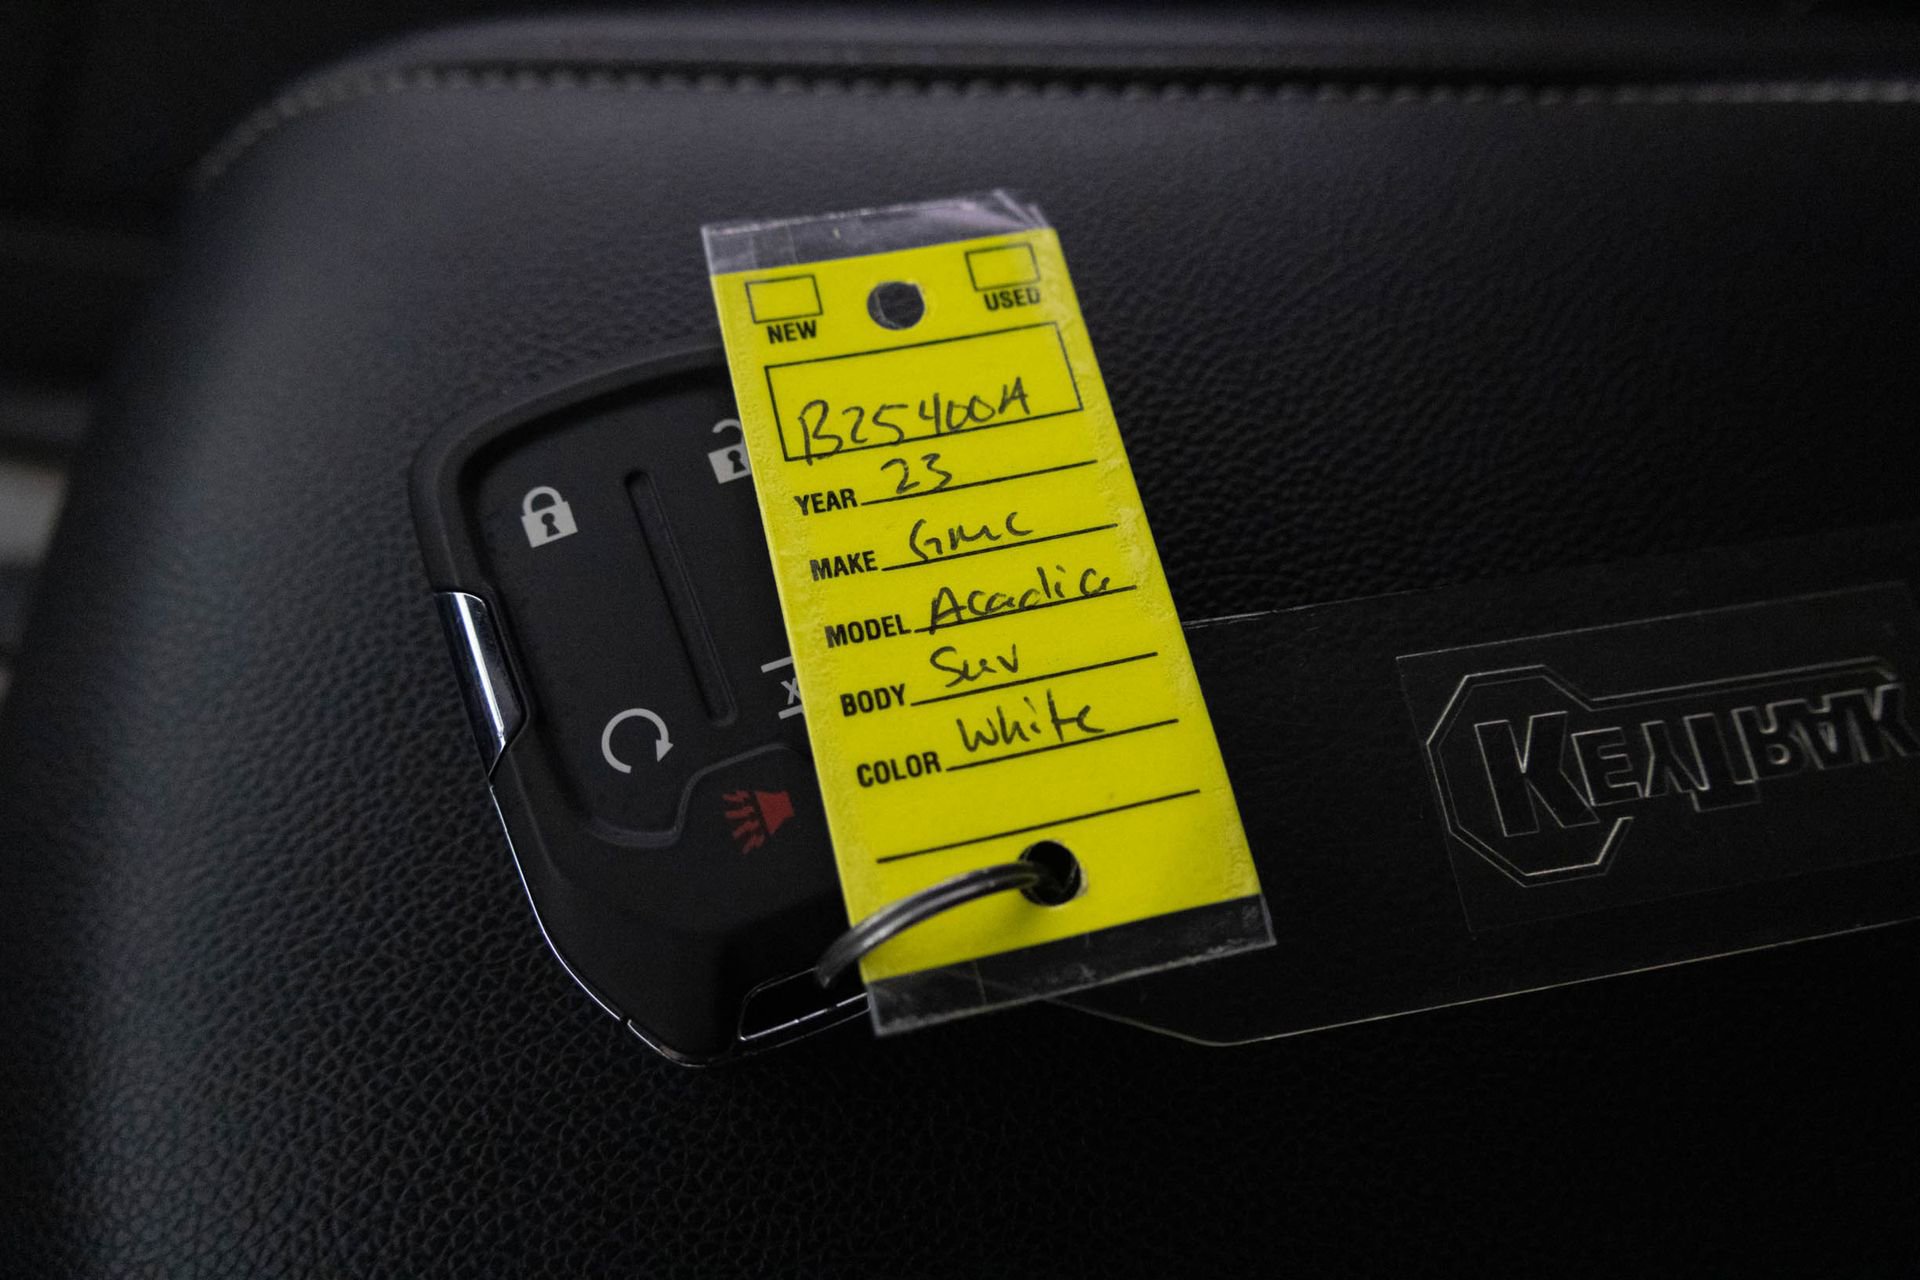 NEW USED
B25400A
YEAR 23
MAKE GMC
MODEL Acadia
BODY Suv
COLOR White
KEYTRAK